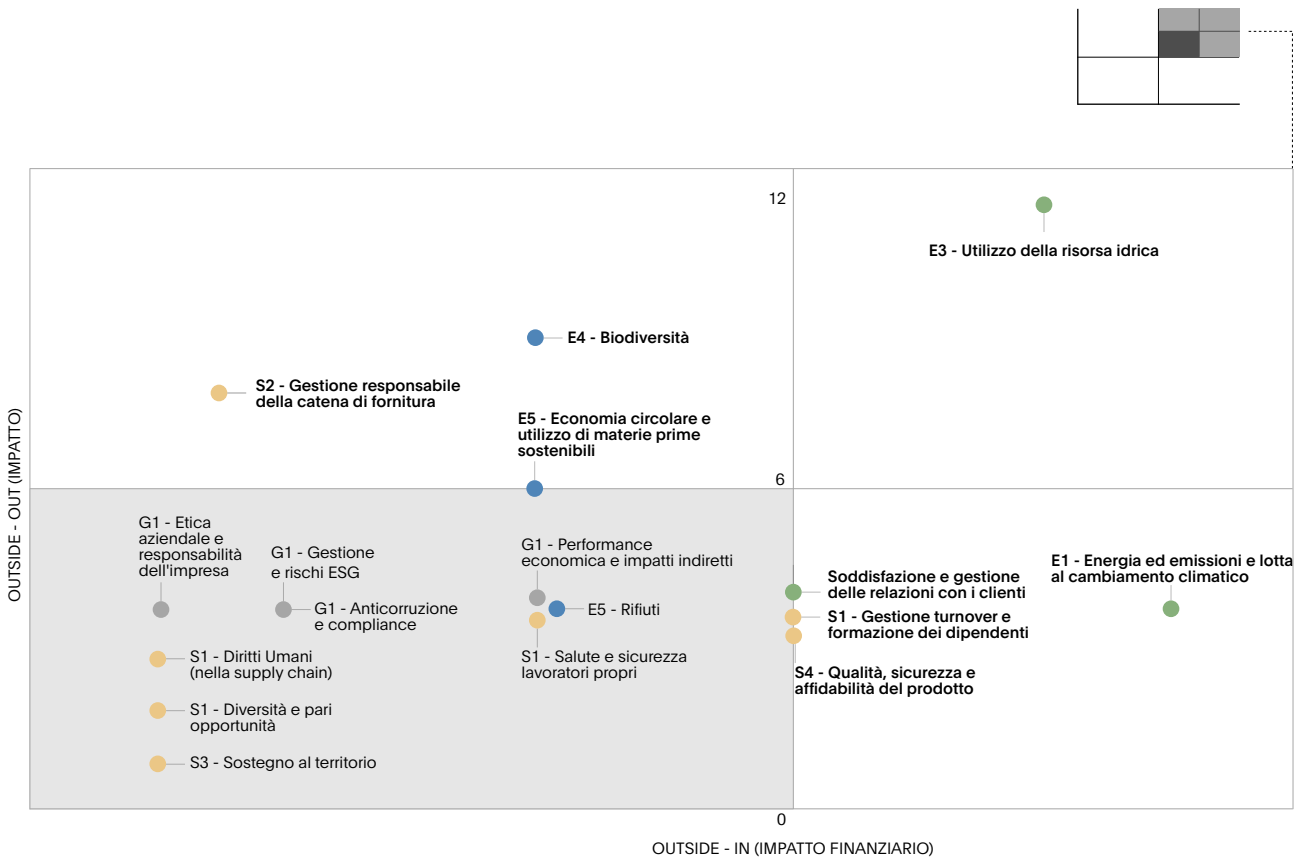 12
E3 - Utilizzo della risorsa idrica
E4 - Biodiversità
S2 - Gestione responsabile
della catena di fornitura
E5 - Economia circolare e
utilizzo di materie prime
sostenibili
OUTSIDE - OUT (IMPATTO)
6
G1 - Etica
aziendale e
responsabilità
dell'impresa
G1 - Gestione
e rischi ESG
G1 - Anticorruzione
e compliance
G1 - Performance
economica e impatti indiretti
E5 - Rifiuti
S1 - Salute e sicurezza
lavoratori propri
Soddisfazione e gestione
delle relazioni con i clienti
S1 - Gestione turnover e
formazione dei dipendenti
S4 - Qualità, sicurezza e
affidabilità del prodotto
E1 - Energia ed emissioni e lotta
al cambiamento climatico
S1 - Diritti Umani
(nella supply chain)
S1 - Diversità e pari
opportunità
S3 - Sostegno al territorio
0
OUTSIDE - IN (IMPATTO FINANZIARIO)